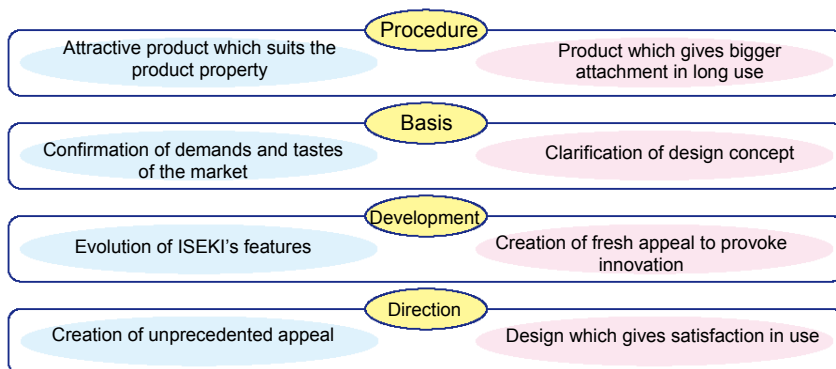 Procedure
Attractive product which suits the
product property
Product which gives bigger
attachment in long use
Basis
Confirmation of demands and tastes
of the market
Clarification of design concept
Development
Evolution of ISEKI's features
Creation of fresh appeal to provoke
innovation
Direction
Creation of unprecedented appeal
Design which gives satisfaction in use